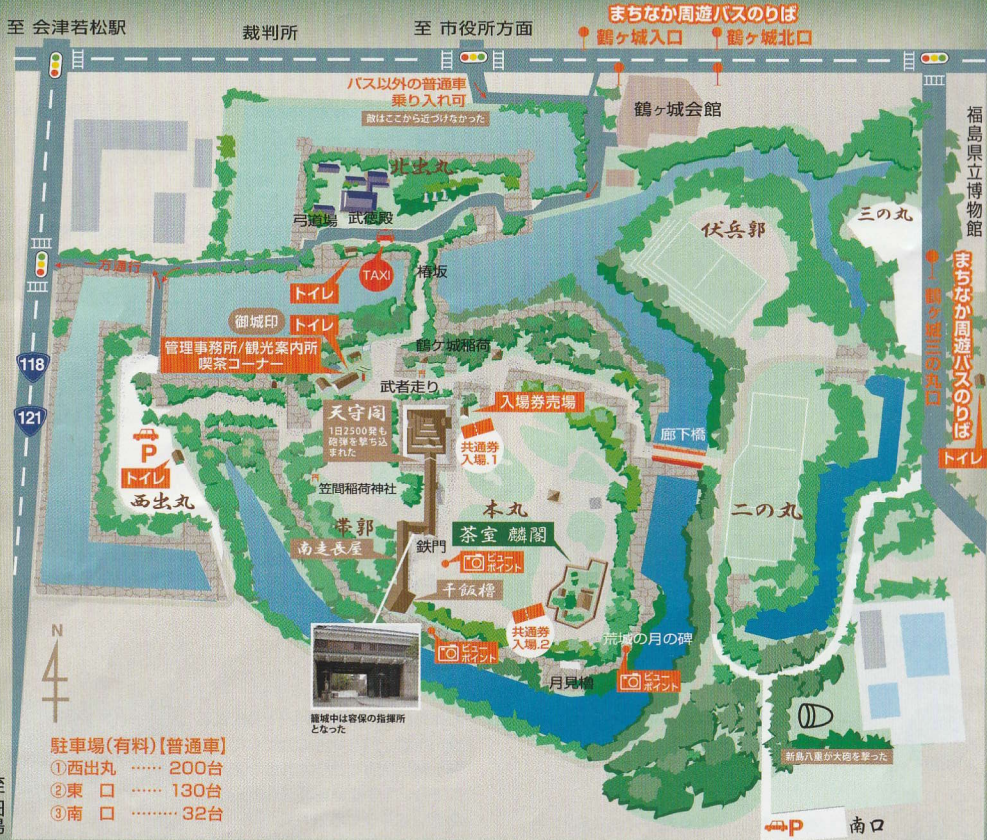 至 会津若松駅
裁判所
至 市役所方面
まちなか周遊バスのりば
鶴ヶ城入口
鶴ヶ城北口
バス以外の普通車
乗り入れ可
敵はここから近づけなかった
鶴ヶ城会館
福島県立博物館
北出丸
弓道場
武徳殿
伏兵郭
三の丸
一方通行
TAXI
椿坂
トイレ
まちなか周遊バスのりば
鶴ヶ城三の丸口
御城印
トイレ
管理事務所/観光案内所
喫茶コーナー
鶴ケ城稲荷
118
武者走り
入場券売場
121
天守閣
1日2500発も
砲弾を撃ち込
まれた
共通券
入場.1
廊下橋
P
トイレ
西出丸
トイレ
笠間稲荷神社
本丸
二の丸
帯郭
茶室 麟閣
南走長屋
鉄門
ビュー
ポイント
干飯櫓
共通券
入場.2
荒城の月の碑
ビュー
ポイント
月見櫓
ビュー
ポイント
N
籠城中は容保の指揮所
となった
駐車場(有料)【普通車】
①西出丸 …… 200台
②東 口 …… 130台
③南 口 ……… 32台
新島八重が大砲を撃った
P
南口